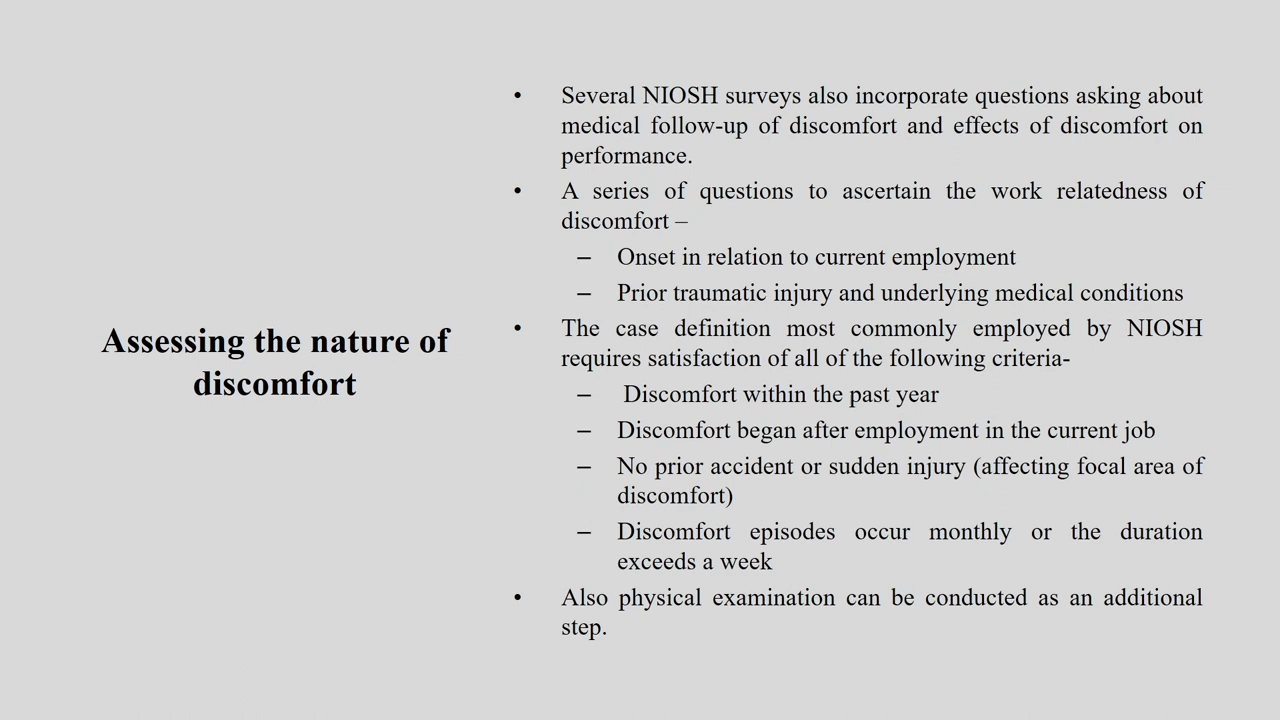 Assessing the nature of
discomfort
• Several NIOSH surveys also incorporate questions asking about
medical follow-up of discomfort and effects of discomfort on
performance.
• A series of questions to ascertain the work relatedness of
discomfort –
– Onset in relation to current employment
– Prior traumatic injury and underlying medical conditions
• The case definition most commonly employed by NIOSH
requires satisfaction of all of the following criteria-
– Discomfort within the past year
– Discomfort began after employment in the current job
– No prior accident or sudden injury (affecting focal area of
discomfort)
– Discomfort episodes occur monthly or the duration
exceeds a week
• Also physical examination can be conducted as an additional
step.